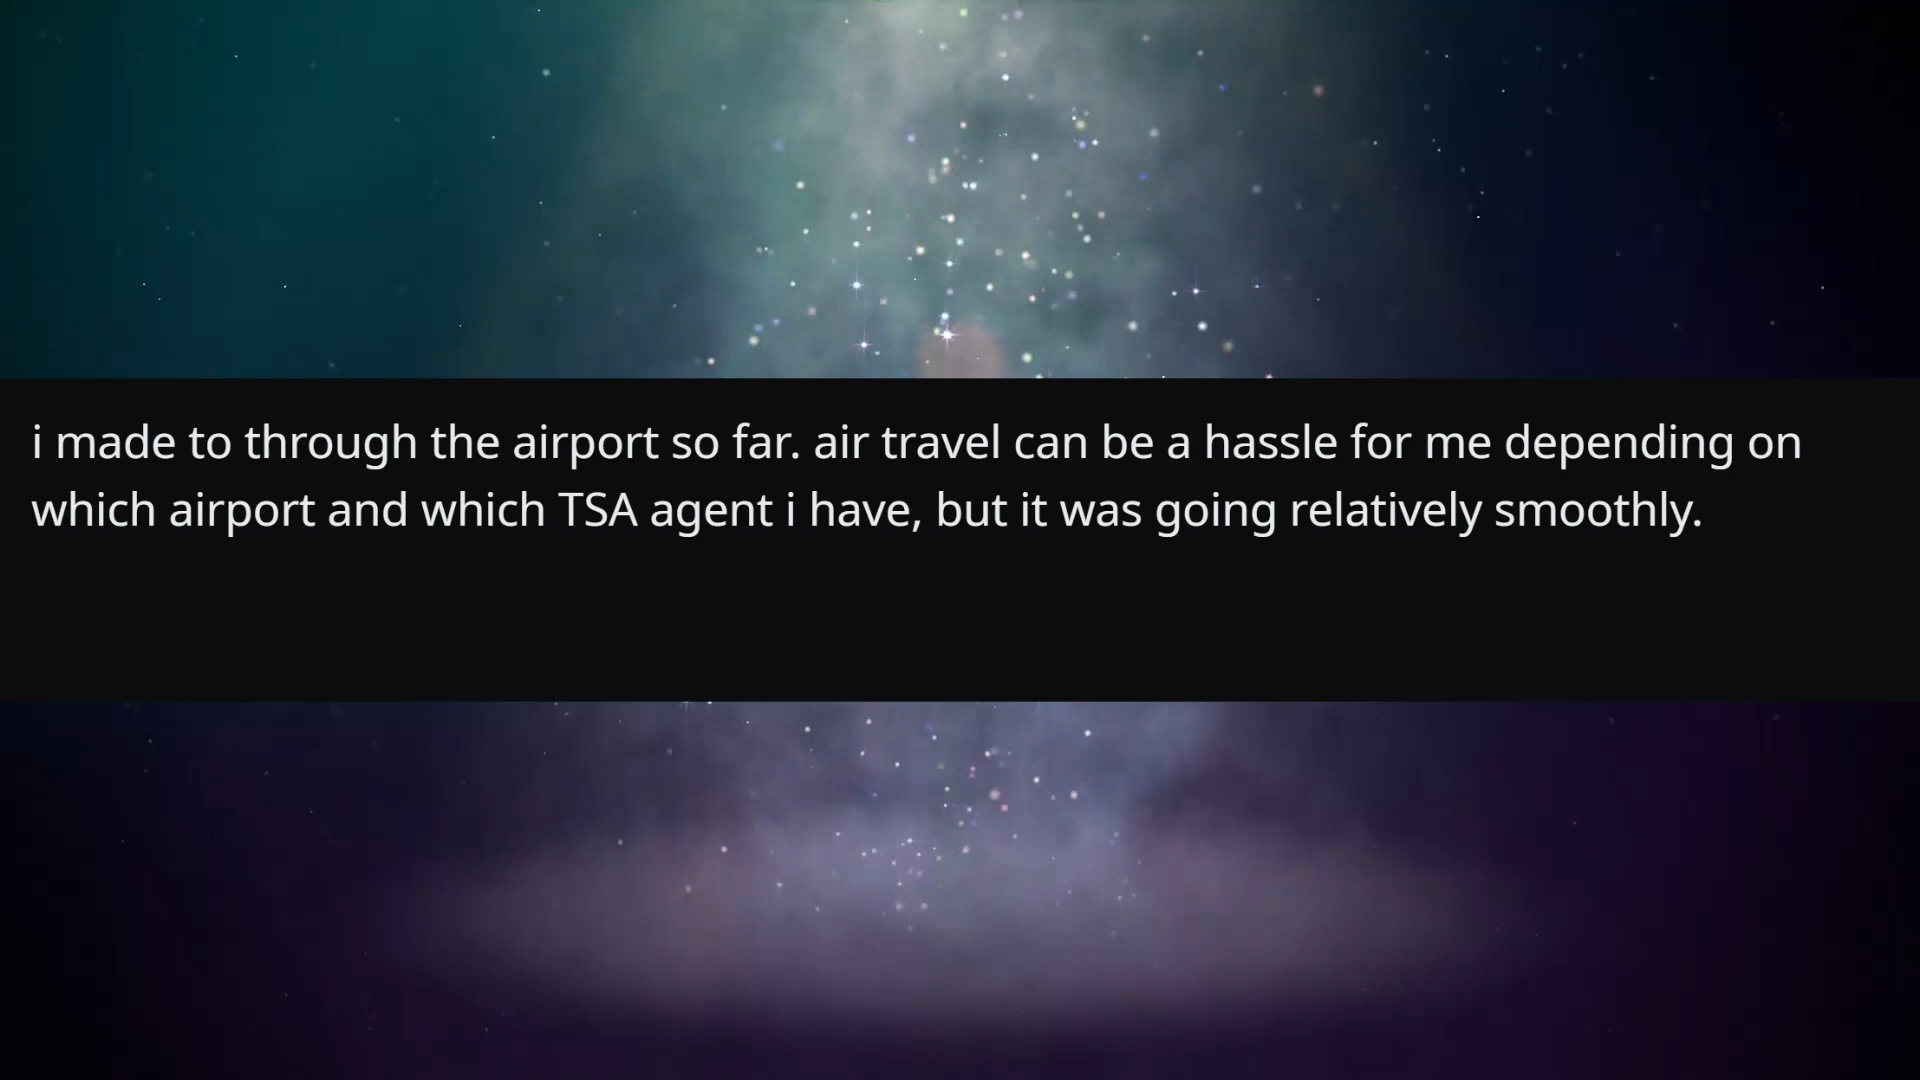 i made to through the airport so far. air travel can be a hassle for me depending on
which airport and which TSA agent i have, but it was going relatively smoothly.